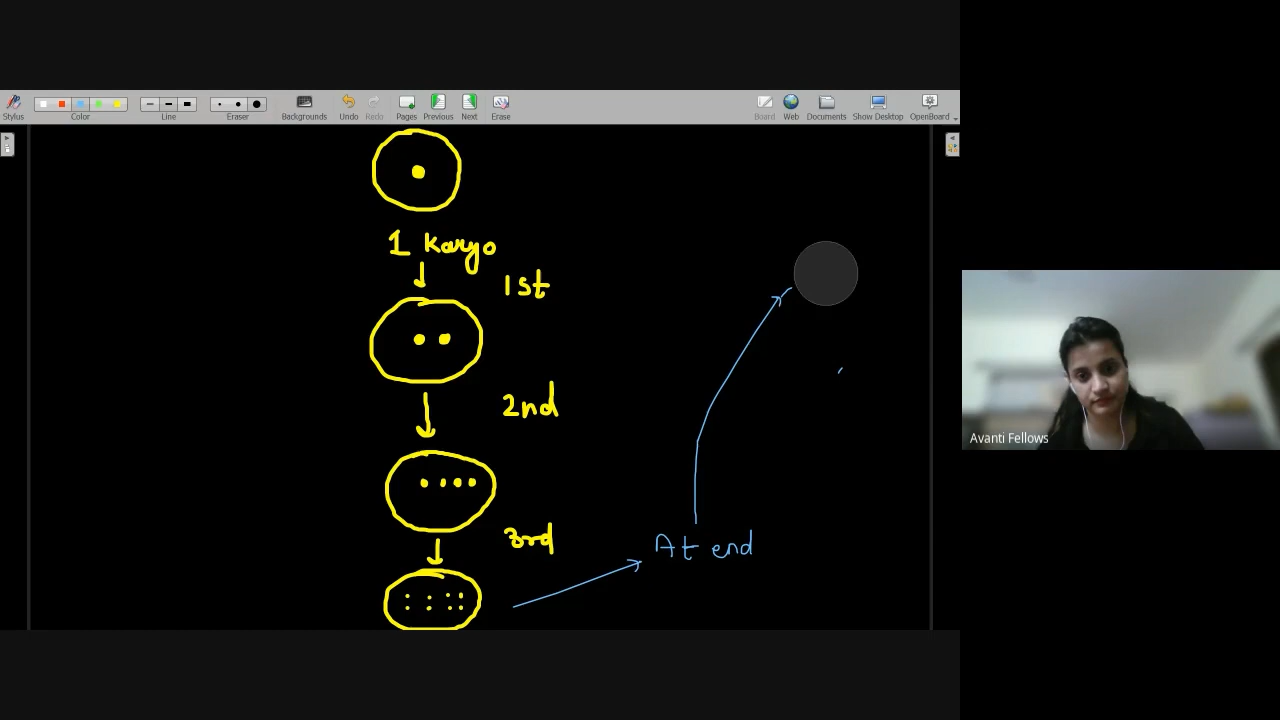 Stylus
Color
Line
Eraser
Backgrounds
Undo
Redo
Pages
Previous
Next
Erase
Board
Web
Documents
Show Desktop
OpenBoard
1 Karyo
1st
2nd
3rd
At end
Avanti Fellows